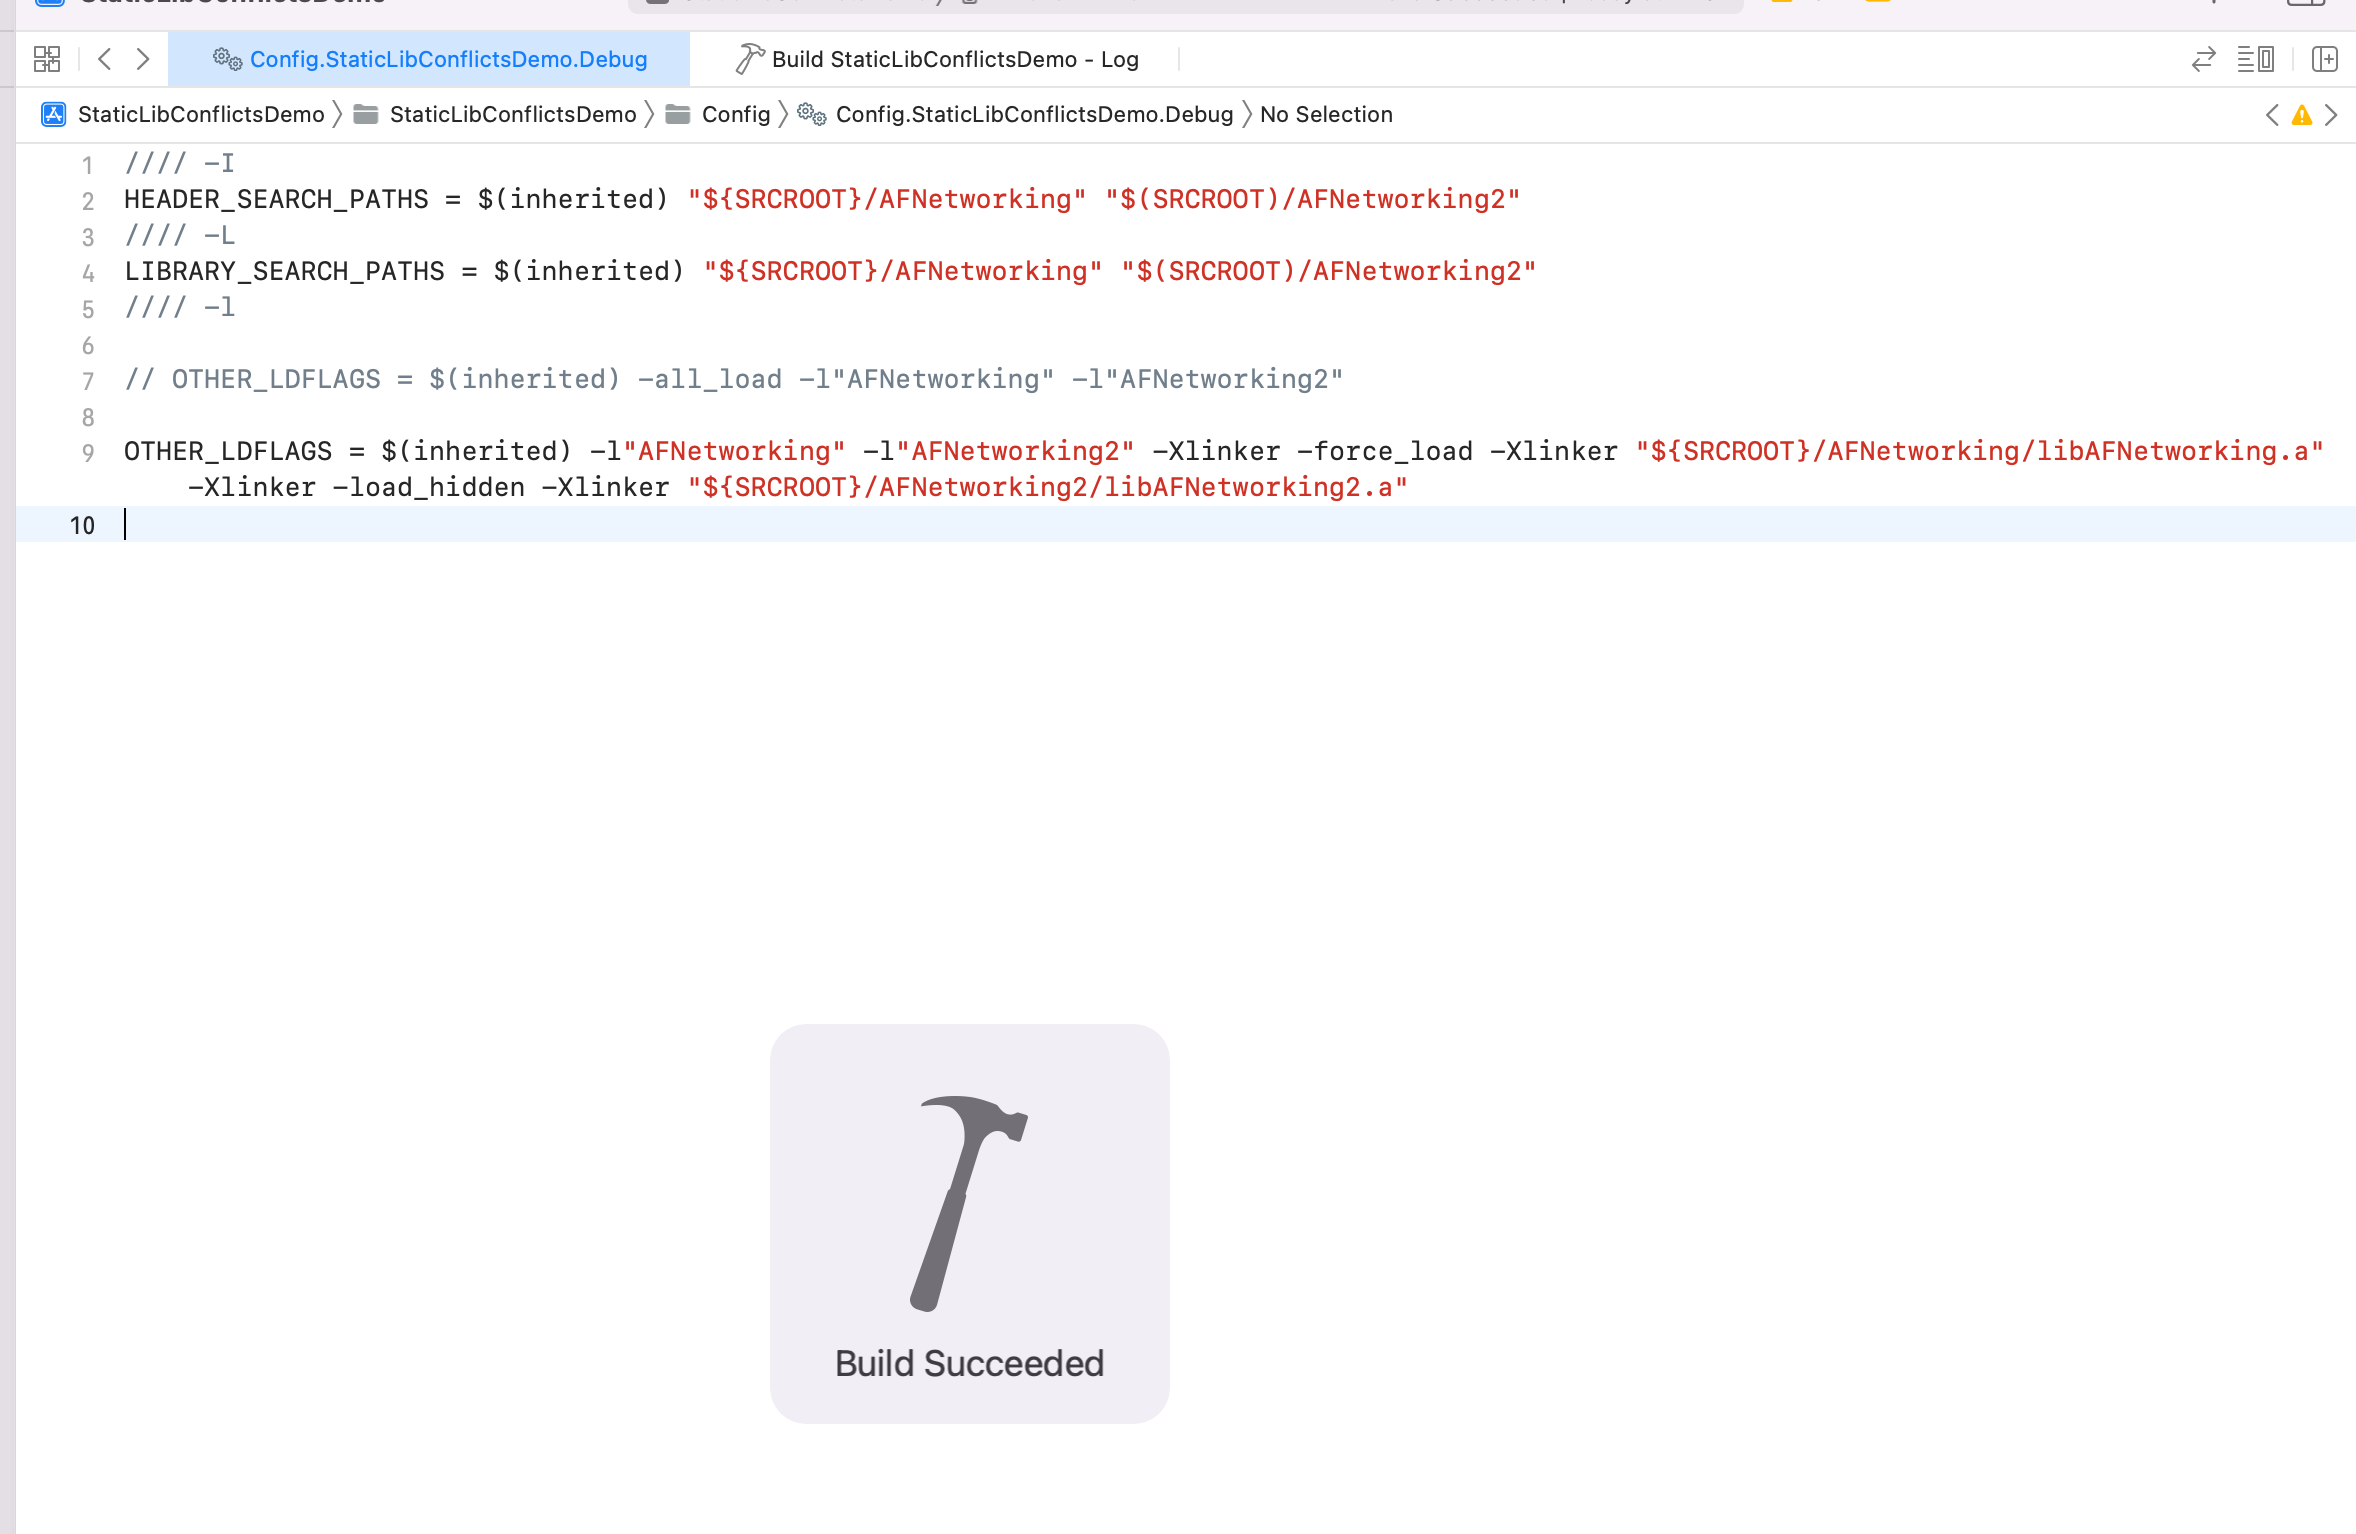 StaticLibConflictsDemo
Config.StaticLibConflictsDemo.Debug
Build StaticLibConflictsDemo - Log
StaticLibConflictsDemo StaticLibConflictsDemo Config Config.StaticLibConflictsDemo.Debug No Selection
1 //// -I
2 HEADER_SEARCH_PATHS = $(inherited) "${SRCROOT}/AFNetworking" "$(SRCROOT)/AFNetworking2"
3 //// -L
4 LIBRARY_SEARCH_PATHS = $(inherited) "${SRCROOT}/AFNetworking" "$(SRCROOT)/AFNetworking2"
5 //// -l
6
7 // OTHER_LDFLAGS = $(inherited) -all_load -l"AFNetworking" -l"AFNetworking2"
8
9 OTHER_LDFLAGS = $(inherited) -l"AFNetworking" -l"AFNetworking2" -Xlinker -force_load -Xlinker "${SRCROOT}/AFNetworking/libAFNetworking.a"
-Xlinker -load_hidden -Xlinker "${SRCROOT}/AFNetworking2/libAFNetworking2.a"
10
Build Succeeded